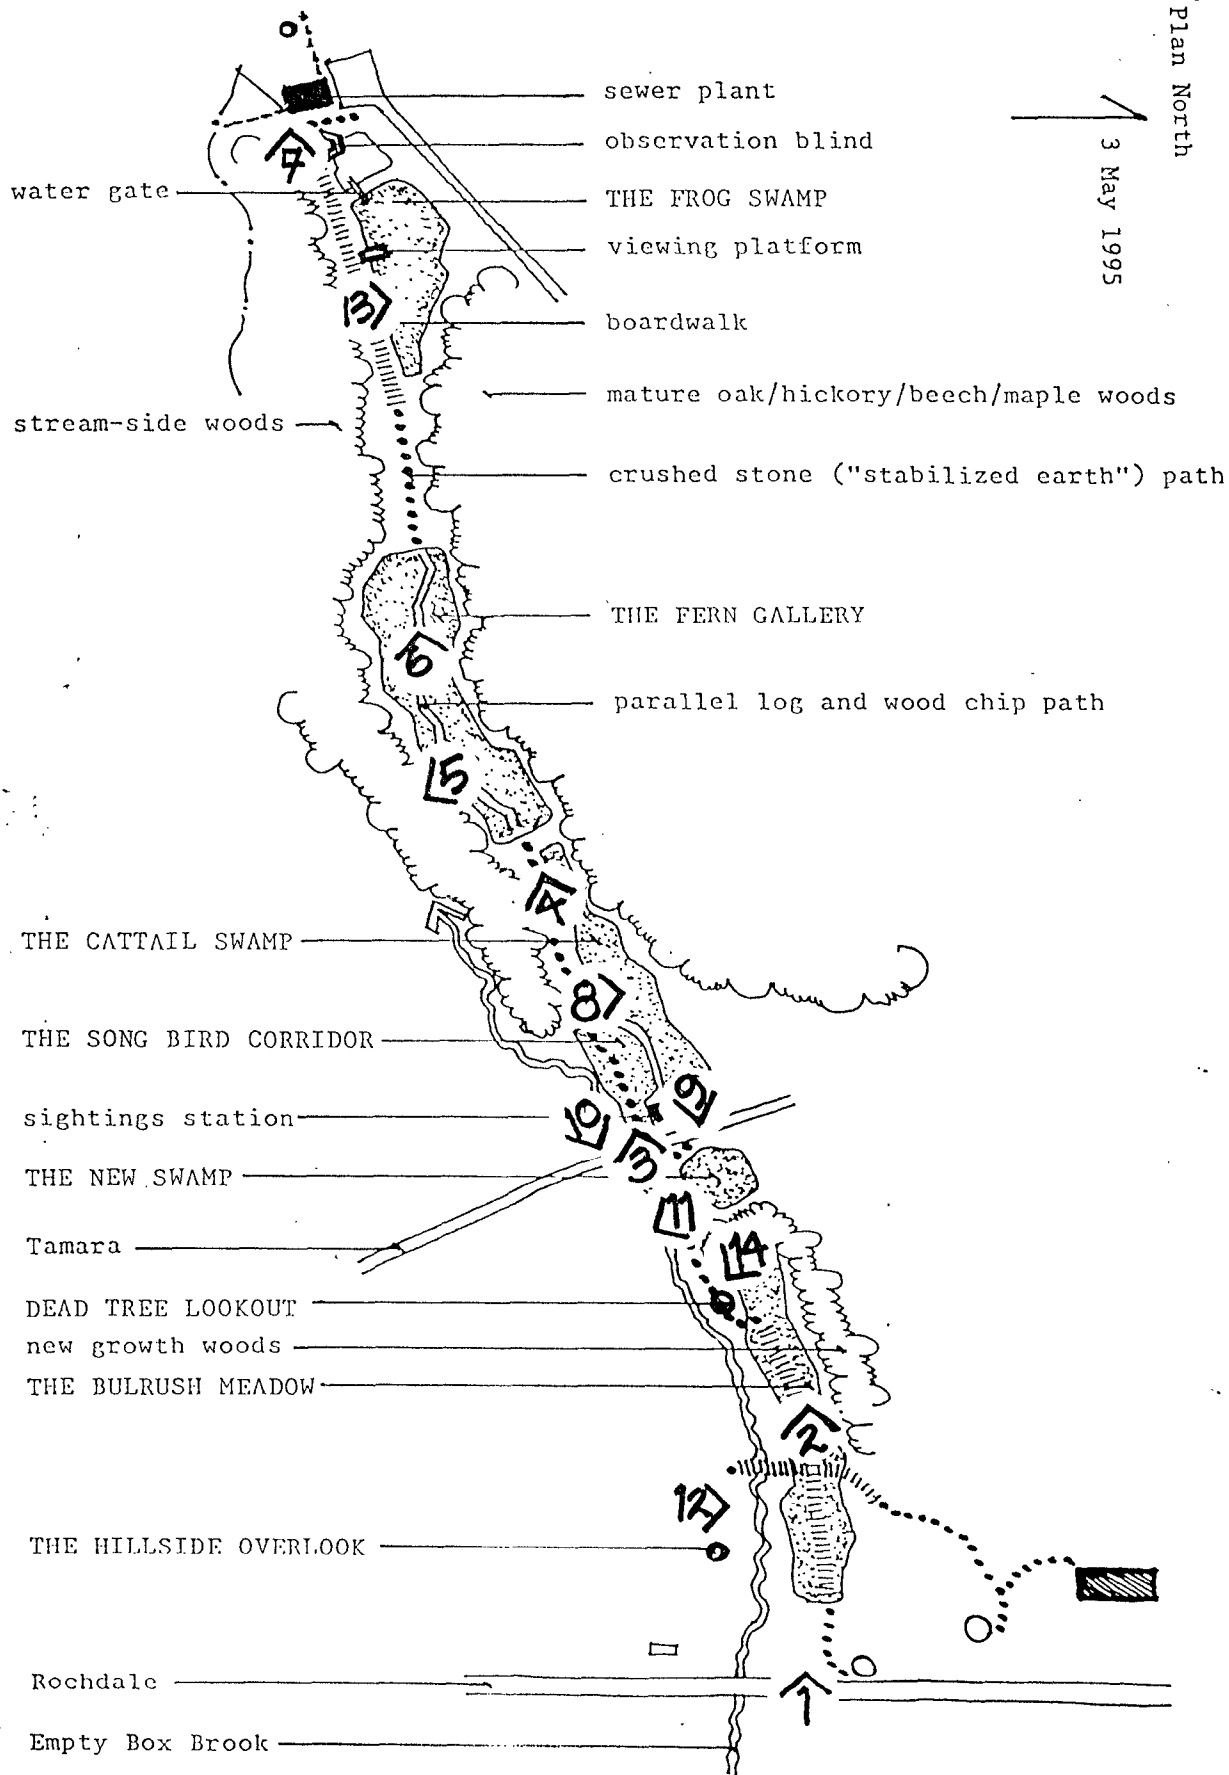 Plan North
3 May 1995
sewer plant
observation blind
water gate
THE FROG SWAMP
viewing platform
boardwalk
mature oak/hickory/beech/maple woods
stream-side woods
crushed stone ("stabilized earth") path
THE FERN GALLERY
parallel log and wood chip path
THE CATTAIL SWAMP
THE SONG BIRD CORRIDOR
sightings station
THE NEW SWAMP
Tamara
DEAD TREE LOOKOUT
new growth woods
THE BULRUSH MEADOW
THE HILLSIDE OVERLOOK
Rochdale
Empty Box Brook
7
3
6
5
4
8
9
10
3
11
14
2
12
1